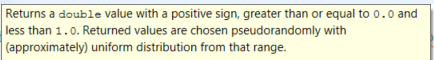 Returns a double value with a positive sign, greater than or equal to 0.0 and
less than 1.0. Returned values are chosen pseudorandomly with
(approximately) uniform distribution from that range.